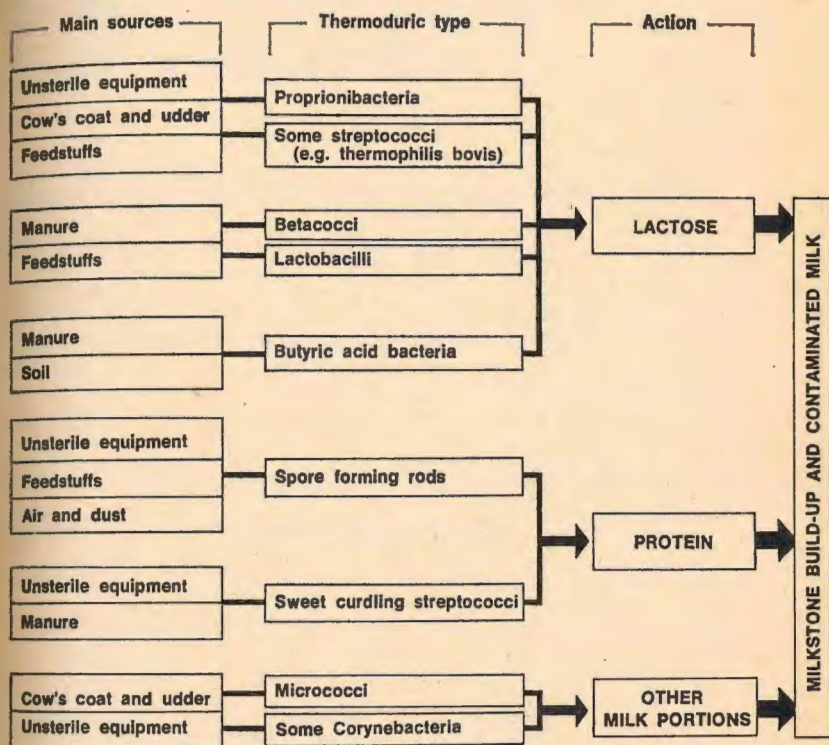 Main sources
Thermoduric type
Action
Unsterile equipment
Cow's coat and udder
Feedstuffs
Proprionibacteria
Some streptococci
(e.g. thermophilis bovis)
Manure
Feedstuffs
Betacocci
Lactobacilli
LACTOSE
Manure
Soil
Butyric acid bacteria
Unsterile equipment
Feedstuffs
Air and dust
Spore forming rods
PROTEIN
Unsterile equipment
Manure
Sweet curdling streptococci
Cow's coat and udder
Unsterile equipment
Micrococci
Some Corynebacteria
OTHER
MILK PORTIONS
MILKSTONE BUILD-UP AND CONTAMINATED MILK